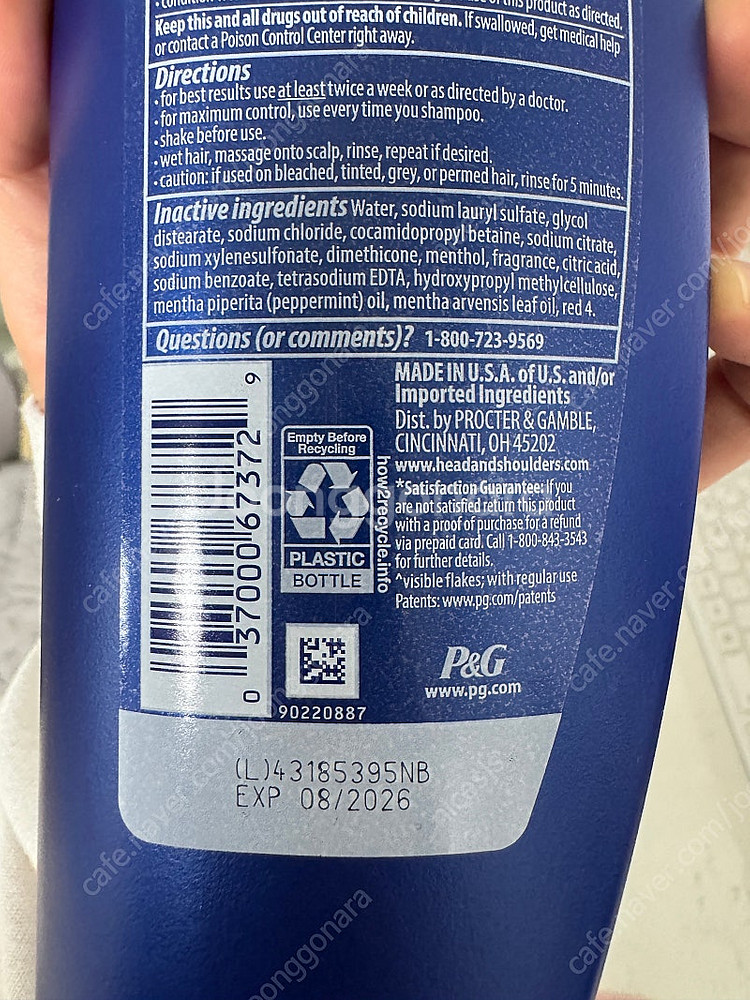 of this product as directed.
Keep this and all drugs out of reach of children. If swallowed, get medical help
or contact a Poison Control Center right away.
Directions
• for best results use at least twice a week or as directed by a doctor.
• for maximum control, use every time you shampoo.
• shake before use.
• wet hair, massage onto scalp, rinse, repeat if desired.
• caution: if used on bleached, tinted, grey, or permed hair, rinse for 5 minutes.
Inactive ingredients Water, sodium lauryl sulfate, glycol
distearate, sodium chloride, cocamidopropyl betaine, sodium citrate,
sodium xylenesulfonate, dimethicone, menthol, fragrance, citric acid,
sodium benzoate, tetrasodium EDTA, hydroxypropyl methylcellulose,
mentha piperita (peppermint) oil, mentha arvensis leaf oil, red 4.
Questions (or comments)? 1-800-723-9569
0 37000 67372 9
Empty Before
Recycling
PLASTIC
BOTTLE
how2recycle.info
90220887
MADE IN U.S.A. of U.S. and/or
Imported Ingredients
Dist. by PROCTER & GAMBLE,
CINCINNATI, OH 45202
www.headandshoulders.com
*Satisfaction Guarantee: If you
are not satisfied return this product
with a proof of purchase for a refund
via prepaid card. Call 1-800-843-3543
for further details.
^visible flakes; with regular use
Patents: www.pg.com/patents
P&G
www.pg.com
(L)43185395NB
EXP 08/2026